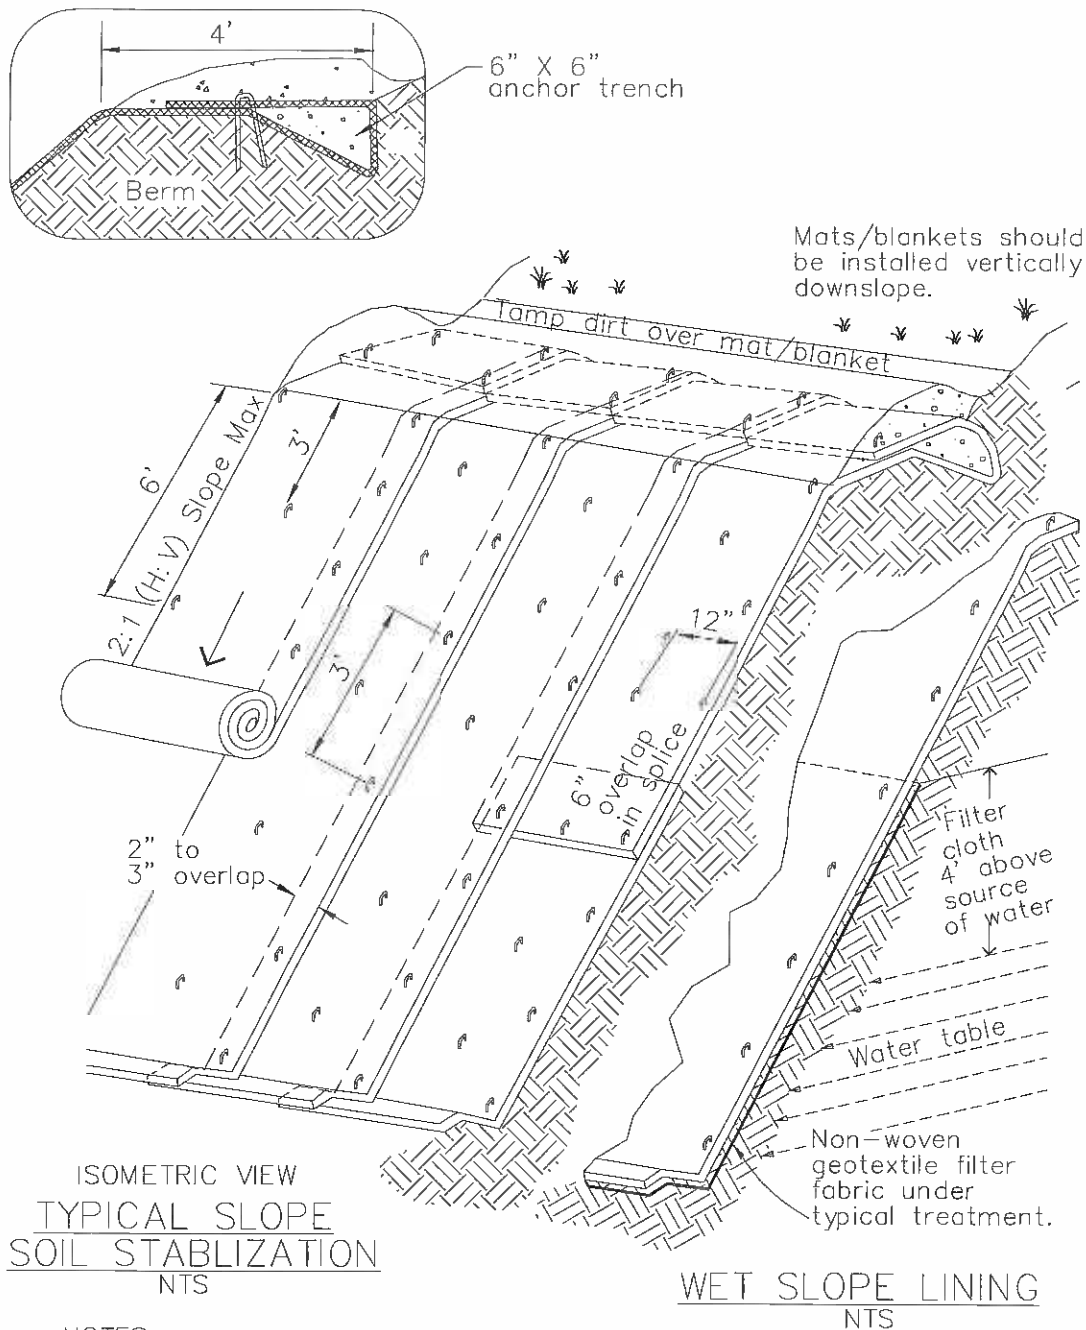 4'
6" X 6"
anchor trench
Berm
Mats/blankets should
be installed vertically
downslope.
Tamp dirt over mat/blanket
6'
2:1 (H:V) Slope Max
3'
3'
12"
6"
overlap
in splice
2" to
3" overlap
Filter
cloth
4' above
source
of water
Water table
Non-woven
geotextile filter
fabric under
typical treatment.
ISOMETRIC VIEW
TYPICAL SLOPE
SOIL STABLIZATION
NTS
WET SLOPE LINING
NTS